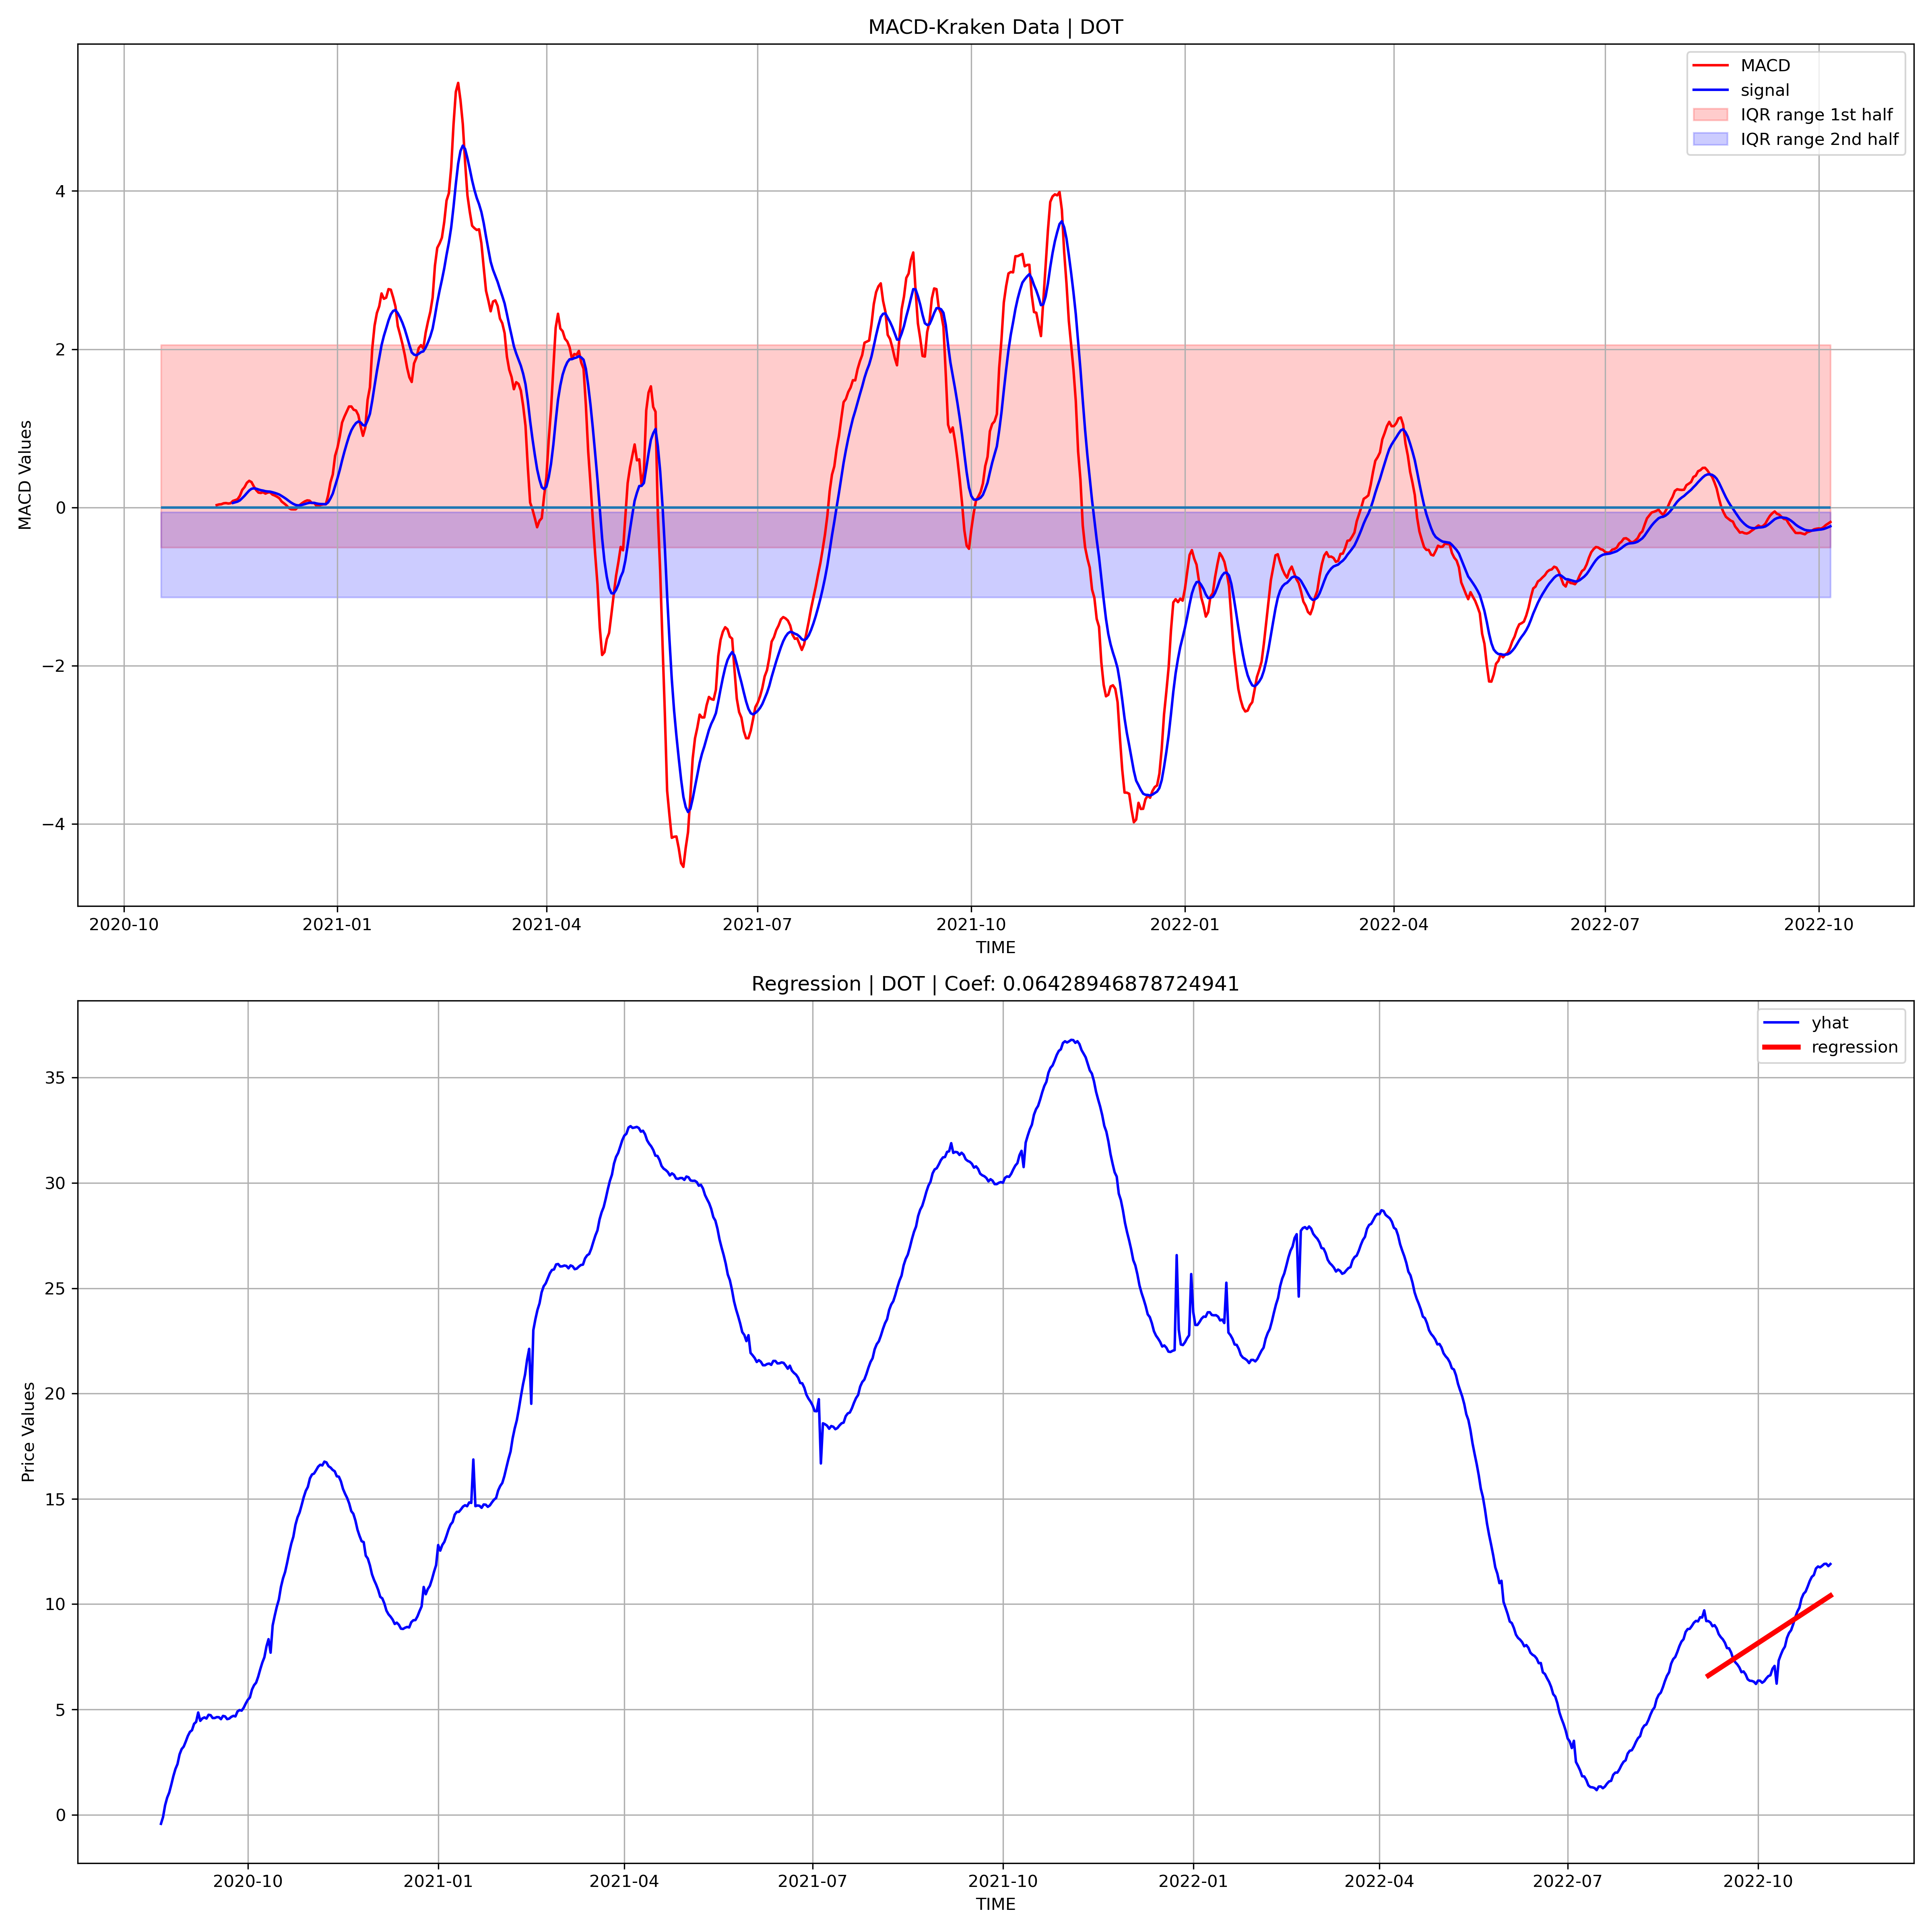 MACD-Kraken Data | DOT
MACD
signal
IQR range 1st half
IQR range 2nd half
MACD Values
4
2
0
−2
−4
2020-10 2021-01 2021-04 2021-07 2021-10 2022-01 2022-04 2022-07 2022-10
TIME
Regression | DOT | Coef: 0.06428946878724941
yhat
regression
Price Values
35
30
25
20
15
10
5
0
2020-10 2021-01 2021-04 2021-07 2021-10 2022-01 2022-04 2022-07 2022-10
TIME